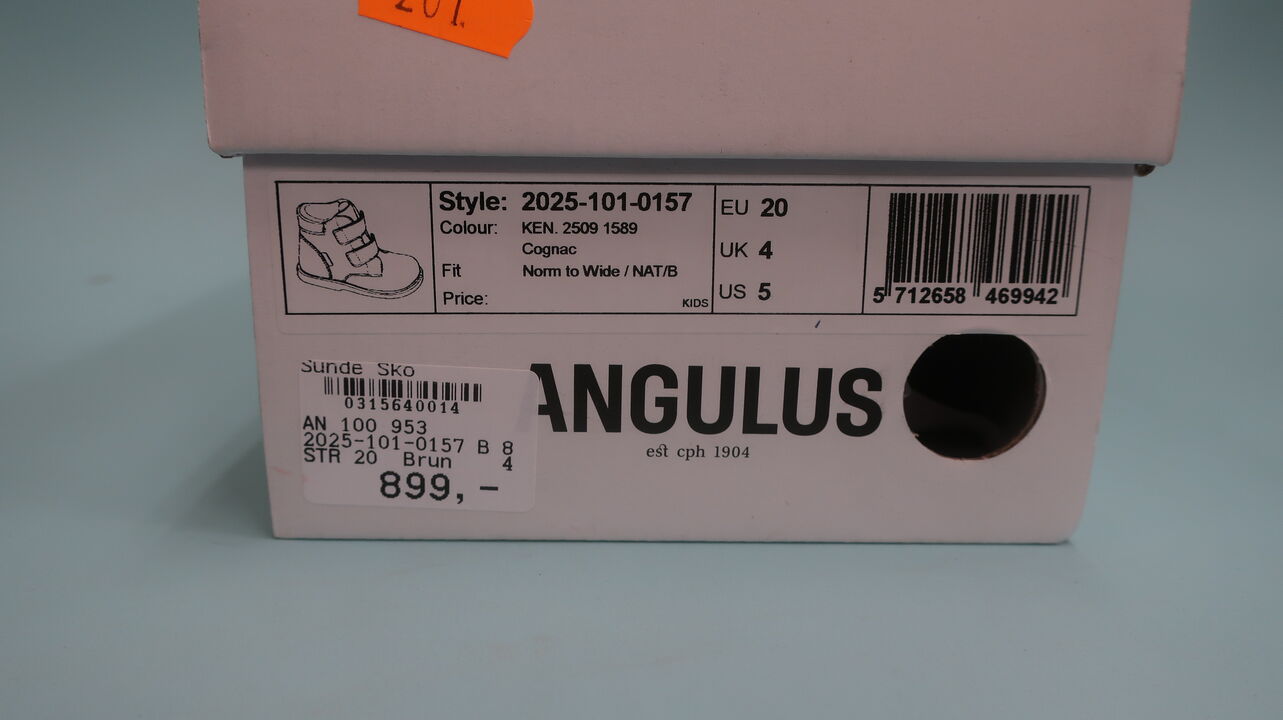 Style: 2025-101-0157
Colour: KEN. 2509 1589
Cognac
Fit Norm to Wide / NAT/B
Price:
KIDS
EU 20
UK 4
US 5
5 712658 469942
Sunde Sko
0315640014
AN 100 953
2025-101-0157 B 8
STR 20 Brun 4
899,-
ANGULUS
est cph 1904